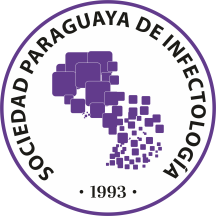 SOCIEDAD PARAGUAYA DE INFECTOLOGÍA
· 1993 ·